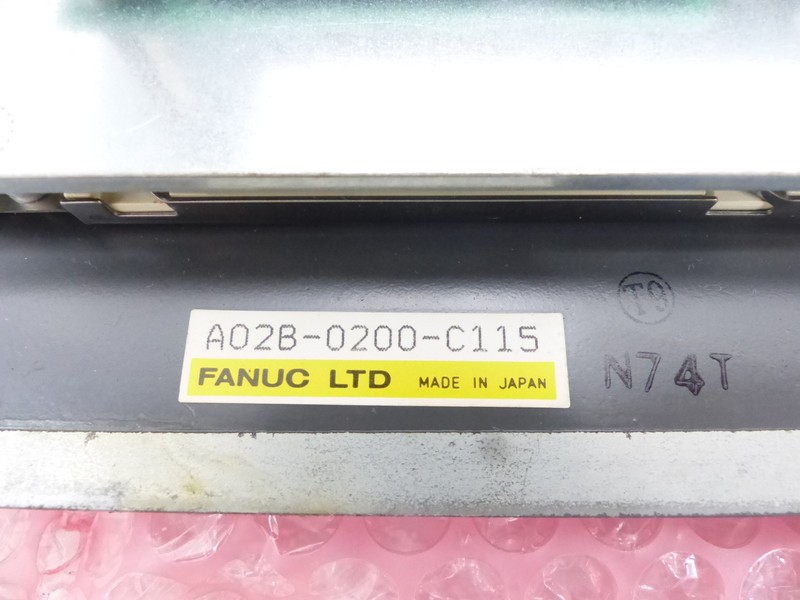 A02B-0200-C115
FANUC LTD MADE IN JAPAN
T9
N74T